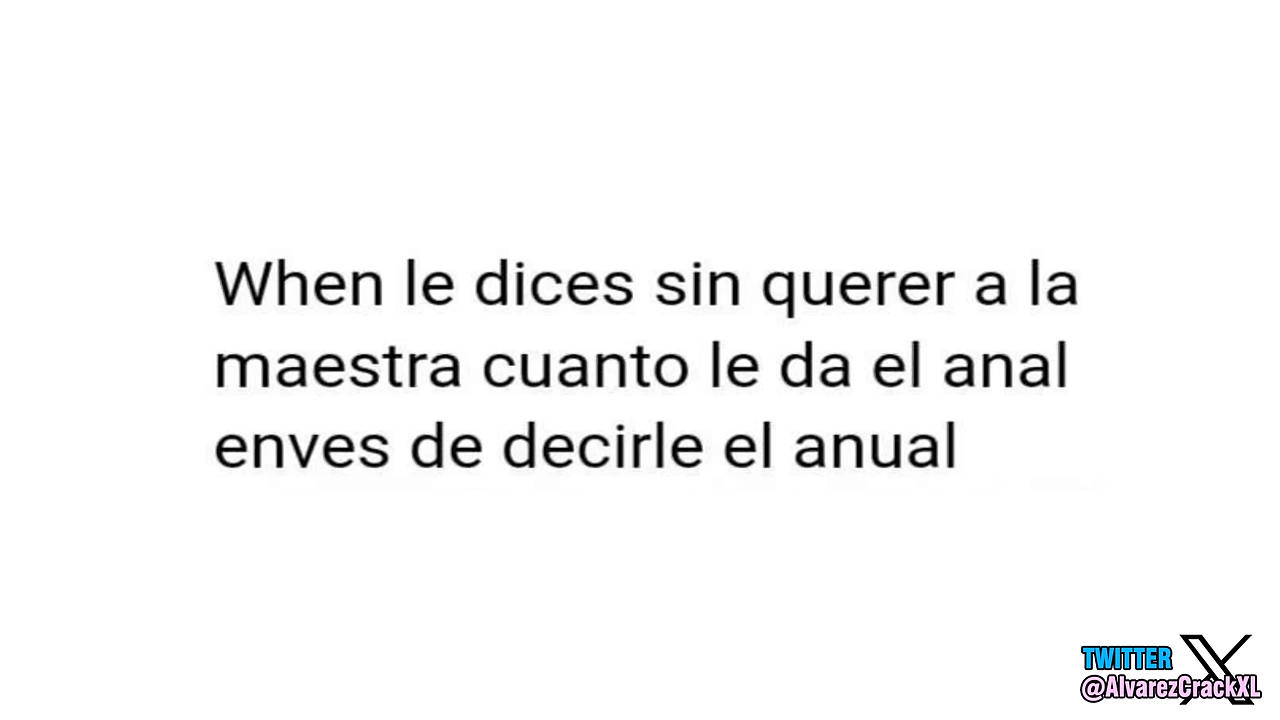 When le dices sin querer a la
maestra cuanto le da el anal
enves de decirle el anual
TWITTER X
@AlvarezCrackXL